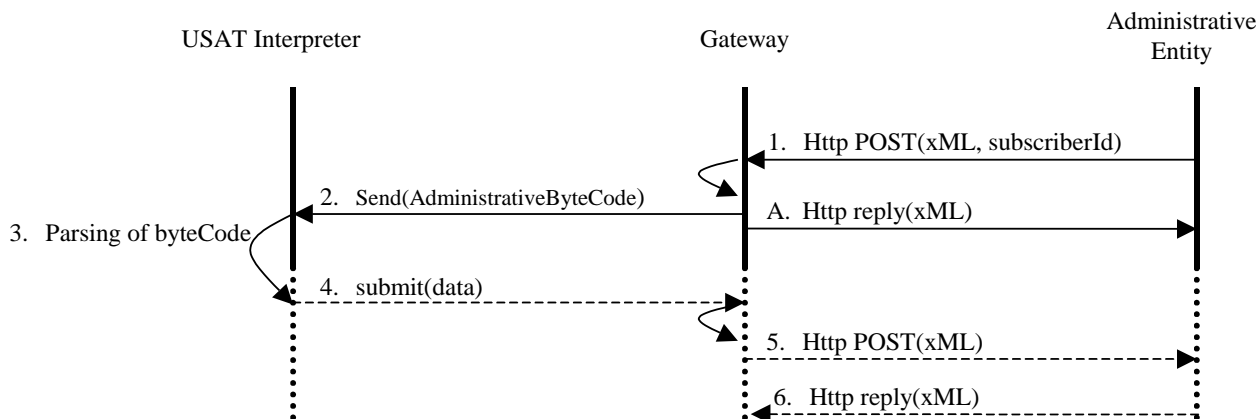 USAT Interpreter
Gateway
Administrative
Entity
1. Http POST(xML, subscriberId)
2. Send(AdministrativeByteCode)
A. Http reply(xML)
3. Parsing of byteCode
4. submit(data)
5. Http POST(xML)
6. Http reply(xML)